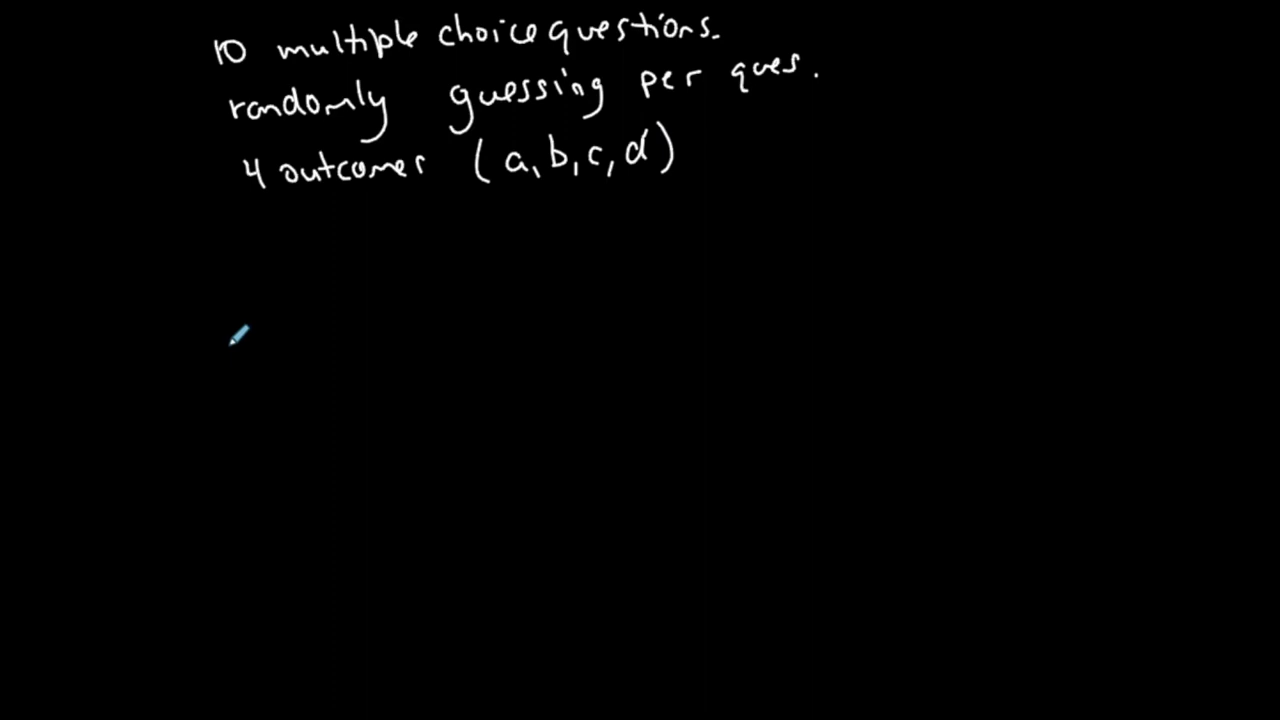 10 multiple choice questions.
randomly guessing per ques.
4 outcomes (a, b, c, d)